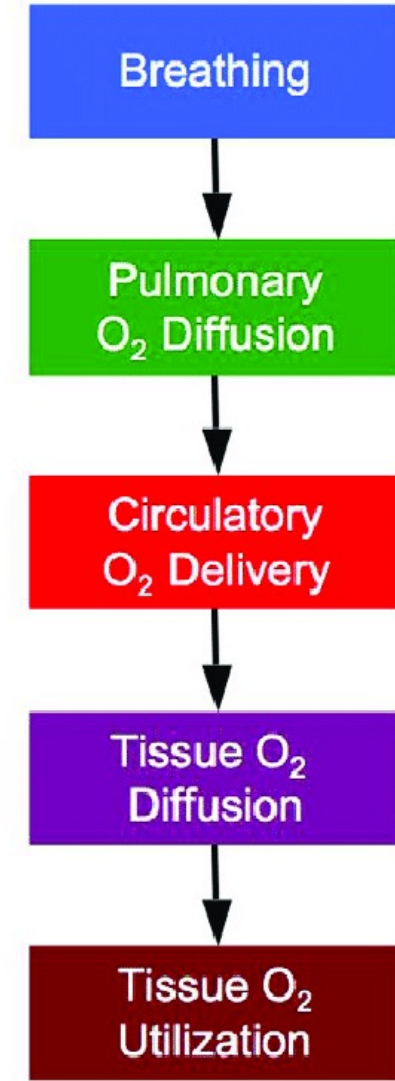 Breathing
Pulmonary
O₂ Diffusion
Circulatory
O₂ Delivery
Tissue O₂
Diffusion
Tissue O₂
Utilization